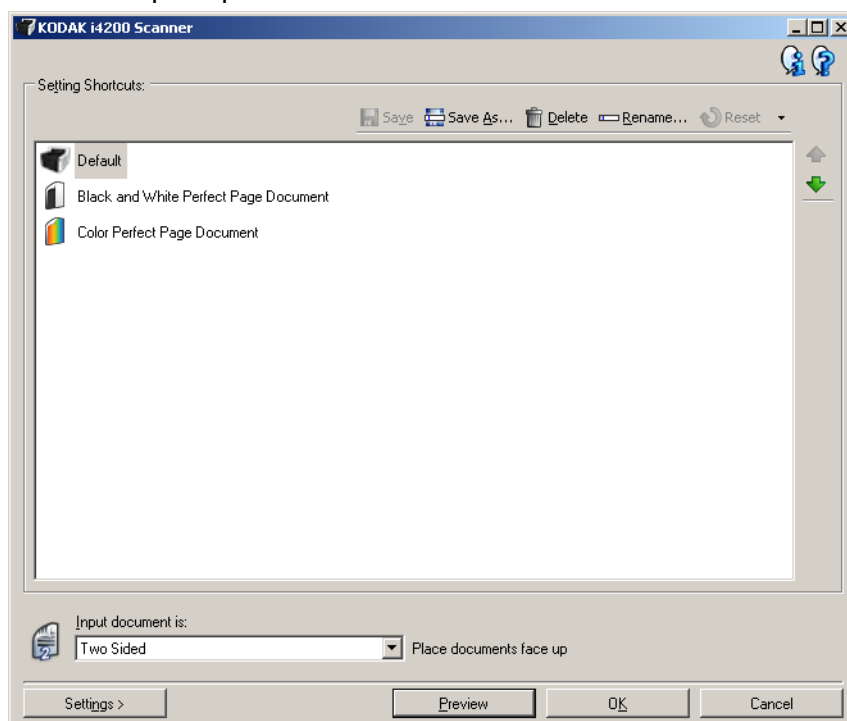 KODAK i4200 Scanner
Setting Shortcuts:
Save Save As... Delete Rename... Reset
Default
Black and White Perfect Page Document
Color Perfect Page Document
Input document is:
2
Two Sided Place documents face up
Settings > Preview OK Cancel